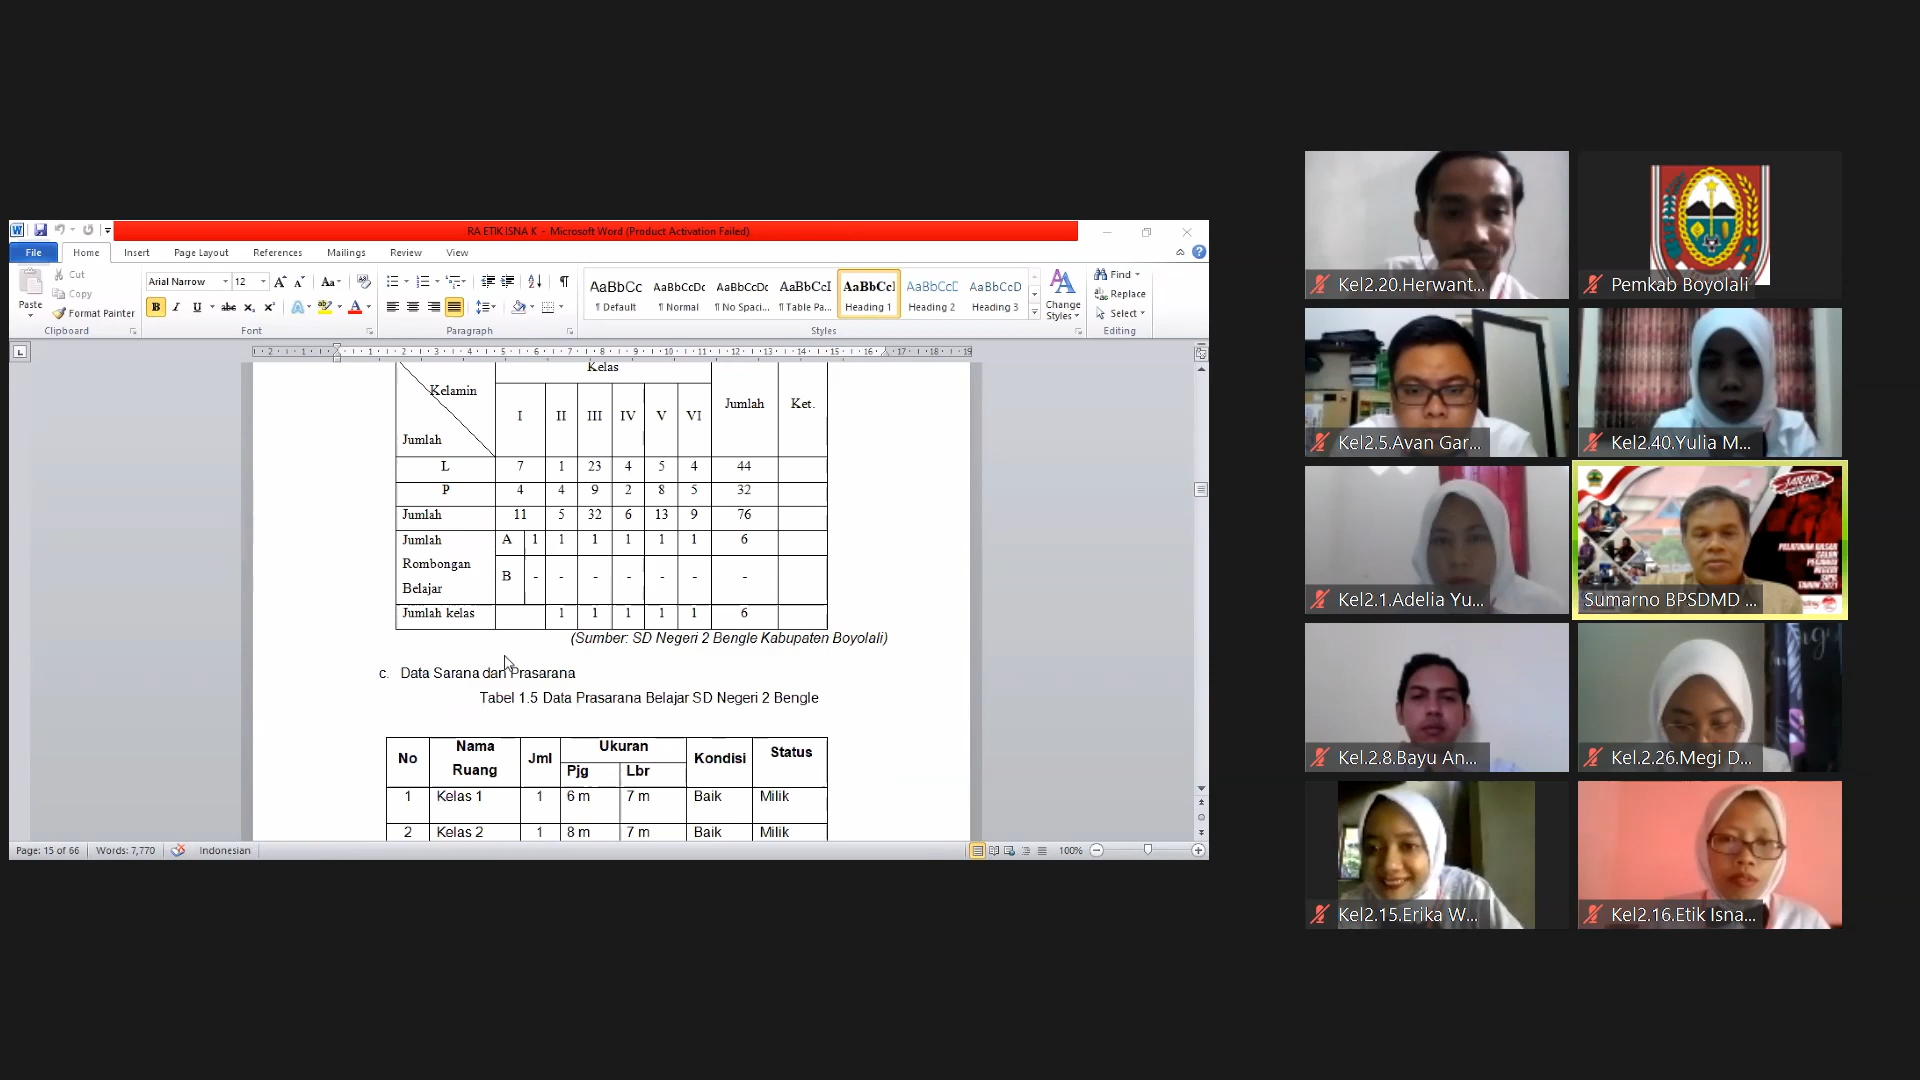 RA ETIK ISNA K - Microsoft Word (Product Activation Failed)
File Home Insert Page Layout References Mailings Review View
Cut
Copy
Format Painter
Paste
Clipboard
Arial Narrow 12
Font
Paragraph
AaBbCc AaBbCcDc AaBbCcDc AaBbCcI AaBbCcI AaBbCcC AaBbCcD
¶ Default ¶ Normal ¶ No Spaci... ¶ Table Pa... Heading 1 Heading 2 Heading 3
Change Styles
Styles
Find
Replace
Select
Editing
Kelamin Kelas
Jumlah I II III IV V VI Jumlah Ket.
L 7 1 23 4 5 4 44
P 4 4 9 2 8 5 32
Jumlah 11 5 32 6 13 9 76
Jumlah Rombongan Belajar A 1 1 1 1 1 1 6
B - - - - - - -
Jumlah kelas 1 1 1 1 1 6
(Sumber: SD Negeri 2 Bengle Kabupaten Boyolali)
c. Data Sarana dan Prasarana
Tabel 1.5 Data Prasarana Belajar SD Negeri 2 Bengle
No Nama Ruang Jml Ukuran Kondisi Status
Pjg Lbr
1 Kelas 1 1 6 m 7 m Baik Milik
2 Kelas 2 1 8 m 7 m Baik Milik
Page: 15 of 66 Words: 7,770 Indonesian 100%
Kel2.20.Herwant...
Pemkab Boyolali
Kel2.5.Avan Gar...
Kel2.40.Yulia M...
Kel2.1.Adelia Yu...
PELATIHAN DASAR
CALON
PEGAWAI
NEGERI
SIPIL
TAHUN 2021
Sumarno BPSDMD ...
Kel.2.8.Bayu An...
Kel.2.26.Megi D...
Kel2.15.Erika W...
Kel2.16.Etik Isna...